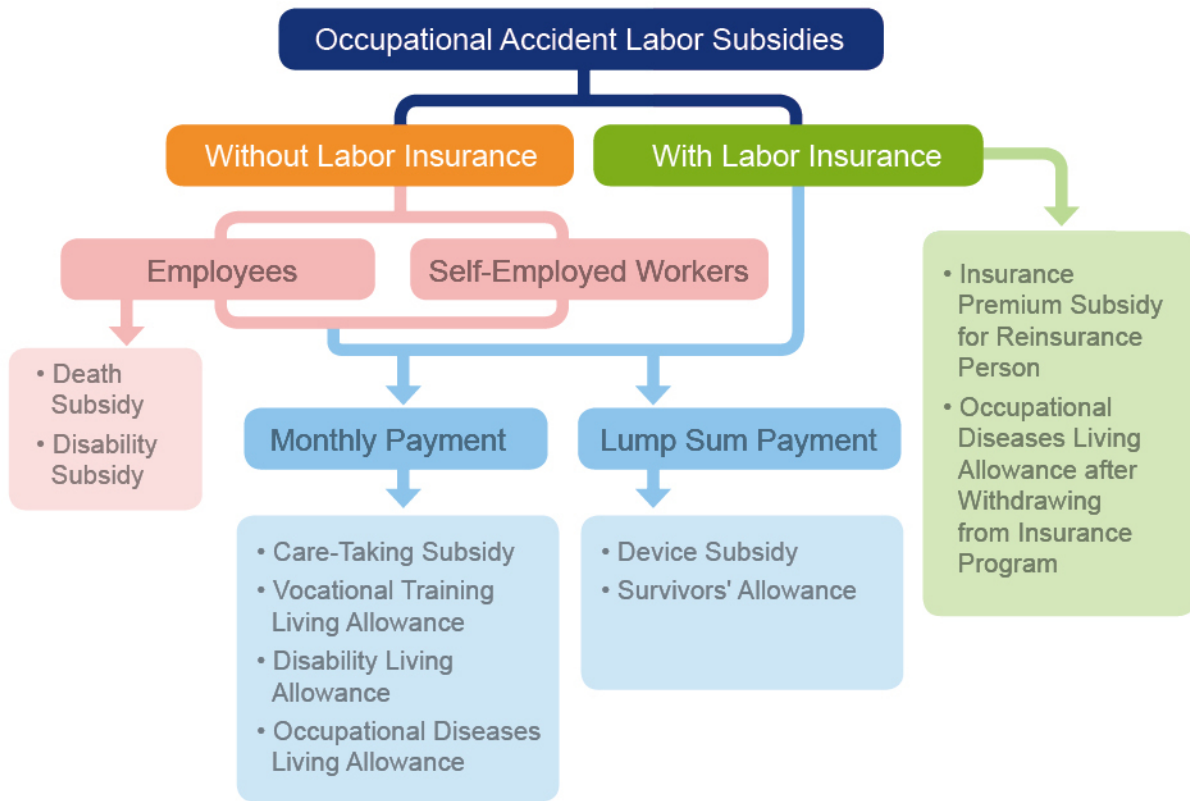 Occupational Accident Labor Subsidies
Without Labor Insurance
With Labor Insurance
Employees
Self-Employed Workers
• Death
Subsidy
• Disability
Subsidy
Monthly Payment
Lump Sum Payment
• Care-Taking Subsidy
• Vocational Training
Living Allowance
• Disability Living
Allowance
• Occupational Diseases
Living Allowance
• Device Subsidy
• Survivors' Allowance
• Insurance
Premium Subsidy
for Reinsurance
Person
• Occupational
Diseases Living
Allowance after
Withdrawing
from Insurance
Program